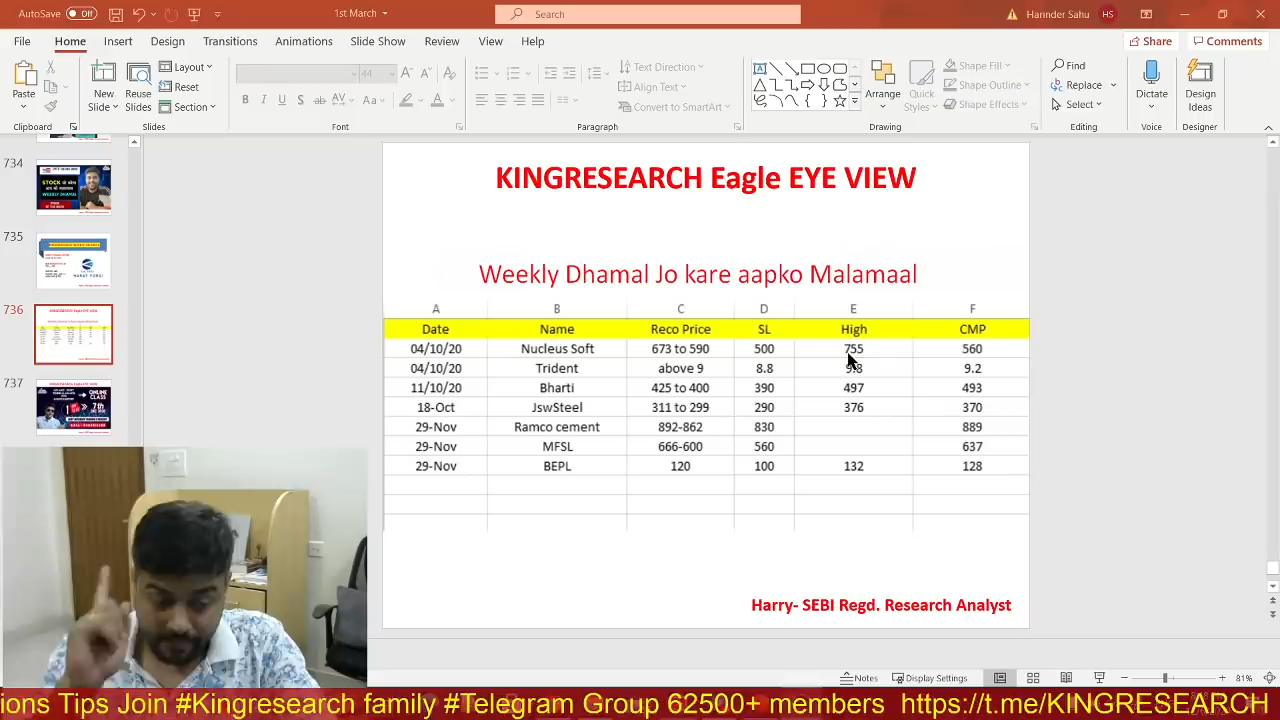 AutoSave Off
1st March
Search
Harinder Sahu HS
File Home Insert Design Transitions Animations Slide Show Review View Help Share Comments
Paste
New Slide
Reuse Slides
Layout
Reset
Section
44
Text Direction
Align Text
Convert to SmartArt
Arrange
Quick Styles
Shape Fill
Shape Outline
Shape Effects
Find
Replace
Select
Dictate
Design Ideas
Clipboard Slides Font Paragraph Drawing Editing Voice Designer
734
735
736
737
KINGRESEARCH Eagle EYE VIEW
Weekly Dhamal Jo kare aapko Malamaal
A B C D E F
Date Name Reco Price SL High CMP
04/10/20 Nucleus Soft 673 to 590 500 755 560
04/10/20 Trident above 9 8.8 9.8 9.2
11/10/20 Bharti 425 to 400 390 497 493
18-Oct JswSteel 311 to 299 290 376 370
29-Nov Ramco cement 892-862 830 889
29-Nov MFSL 666-600 560 637
29-Nov BEPL 120 100 132 128
Harry- SEBI Regd. Research Analyst
Notes Display Settings 81%
ions Tips Join #Kingresearch family #Telegram Group 62500+ members https://t.me/KINGRESEARCH